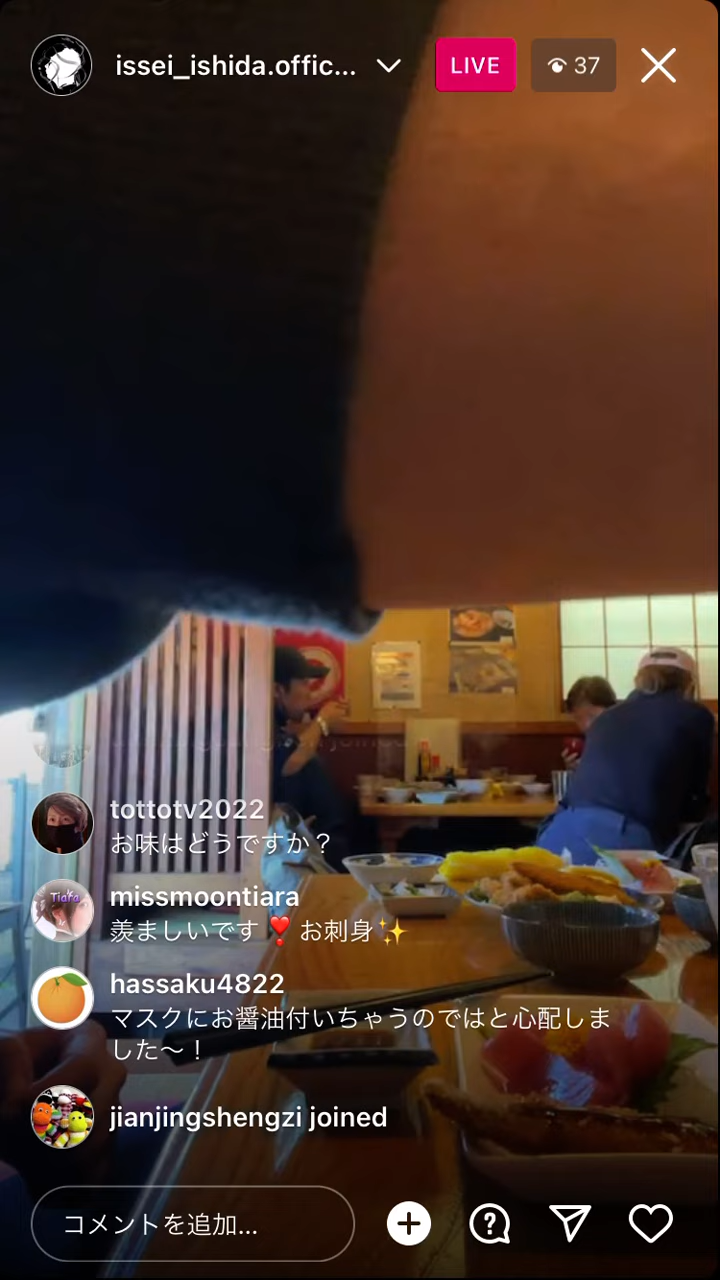 issei_ishida.offic...
LIVE
37
tottotv2022
お味はどうですか？
missmoontiara
羨ましいです❣️お刺身✨
hassaku4822
マスクにお醤油付いちゃうのではと心配しま
した〜！
jianjingshengzi joined
コメントを追加...